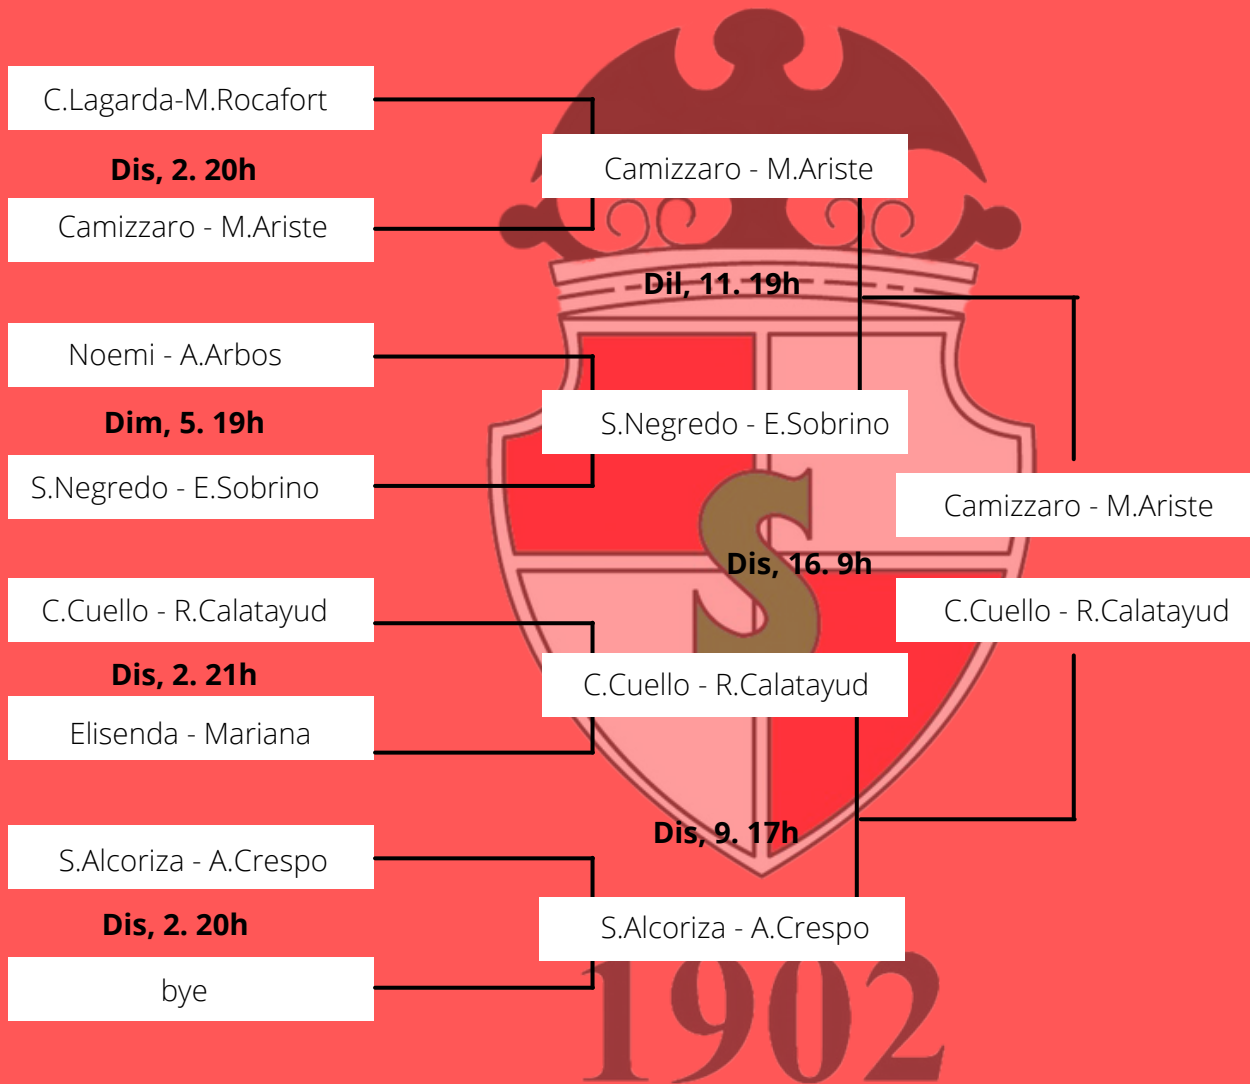 C.Lagarda-M.Rocafort
Dis, 2. 20h
Camizzaro - M.Ariste
Noemi - A.Arbos
Dim, 5. 19h
S.Negredo - E.Sobrino
C.Cuello - R.Calatayud
Dis, 2. 21h
Elisenda - Mariana
S.Alcoriza - A.Crespo
Dis, 2. 20h
bye
Camizzaro - M.Ariste
Dil, 11. 19h
S.Negredo - E.Sobrino
C.Cuello - R.Calatayud
Dis, 9. 17h
S.Alcoriza - A.Crespo
Camizzaro - M.Ariste
Dis, 16. 9h
C.Cuello - R.Calatayud
S
1902